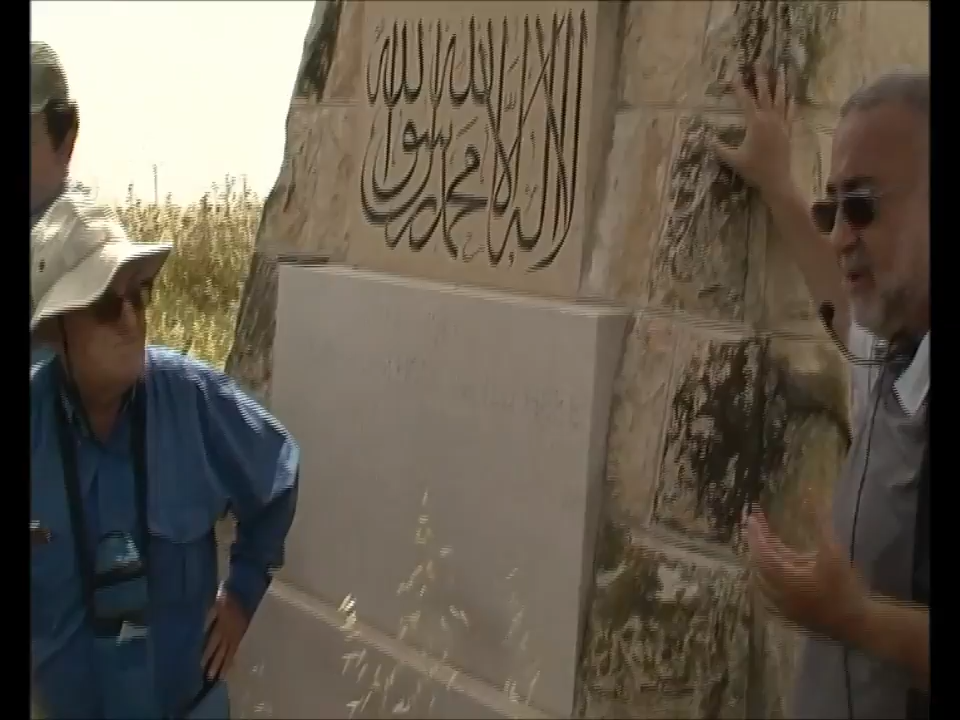 لا اله الا الله محمد رسول الله